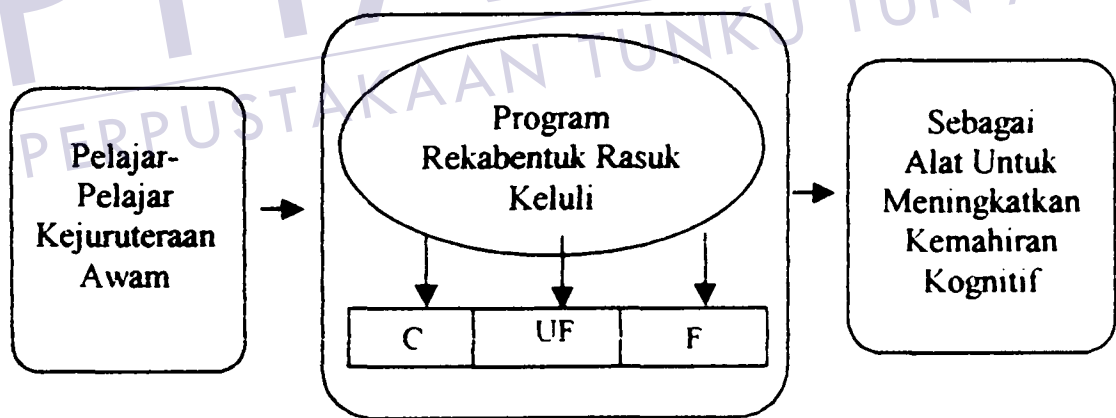 PERPUSTAKAAN TUNKU TUN
Pelajar-
Pelajar
Kejuruteraan
Awam
Program
Rekabentuk Rasuk
Keluli
C UF F
Sebagai
Alat Untuk
Meningkatkan
Kemahiran
Kognitif